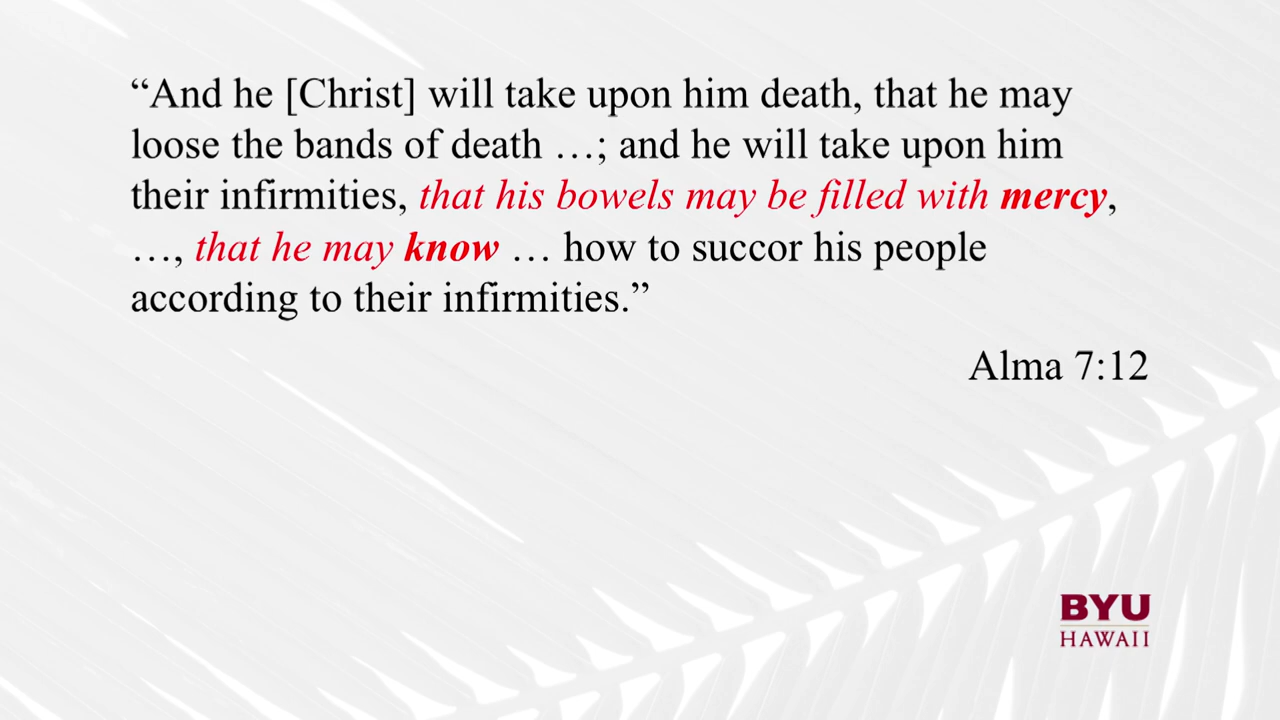 “And he [Christ] will take upon him death, that he may
loose the bands of death …; and he will take upon him
their infirmities, that his bowels may be filled with mercy,
…, that he may know … how to succor his people
according to their infirmities.”
Alma 7:12
BYU
HAWAII